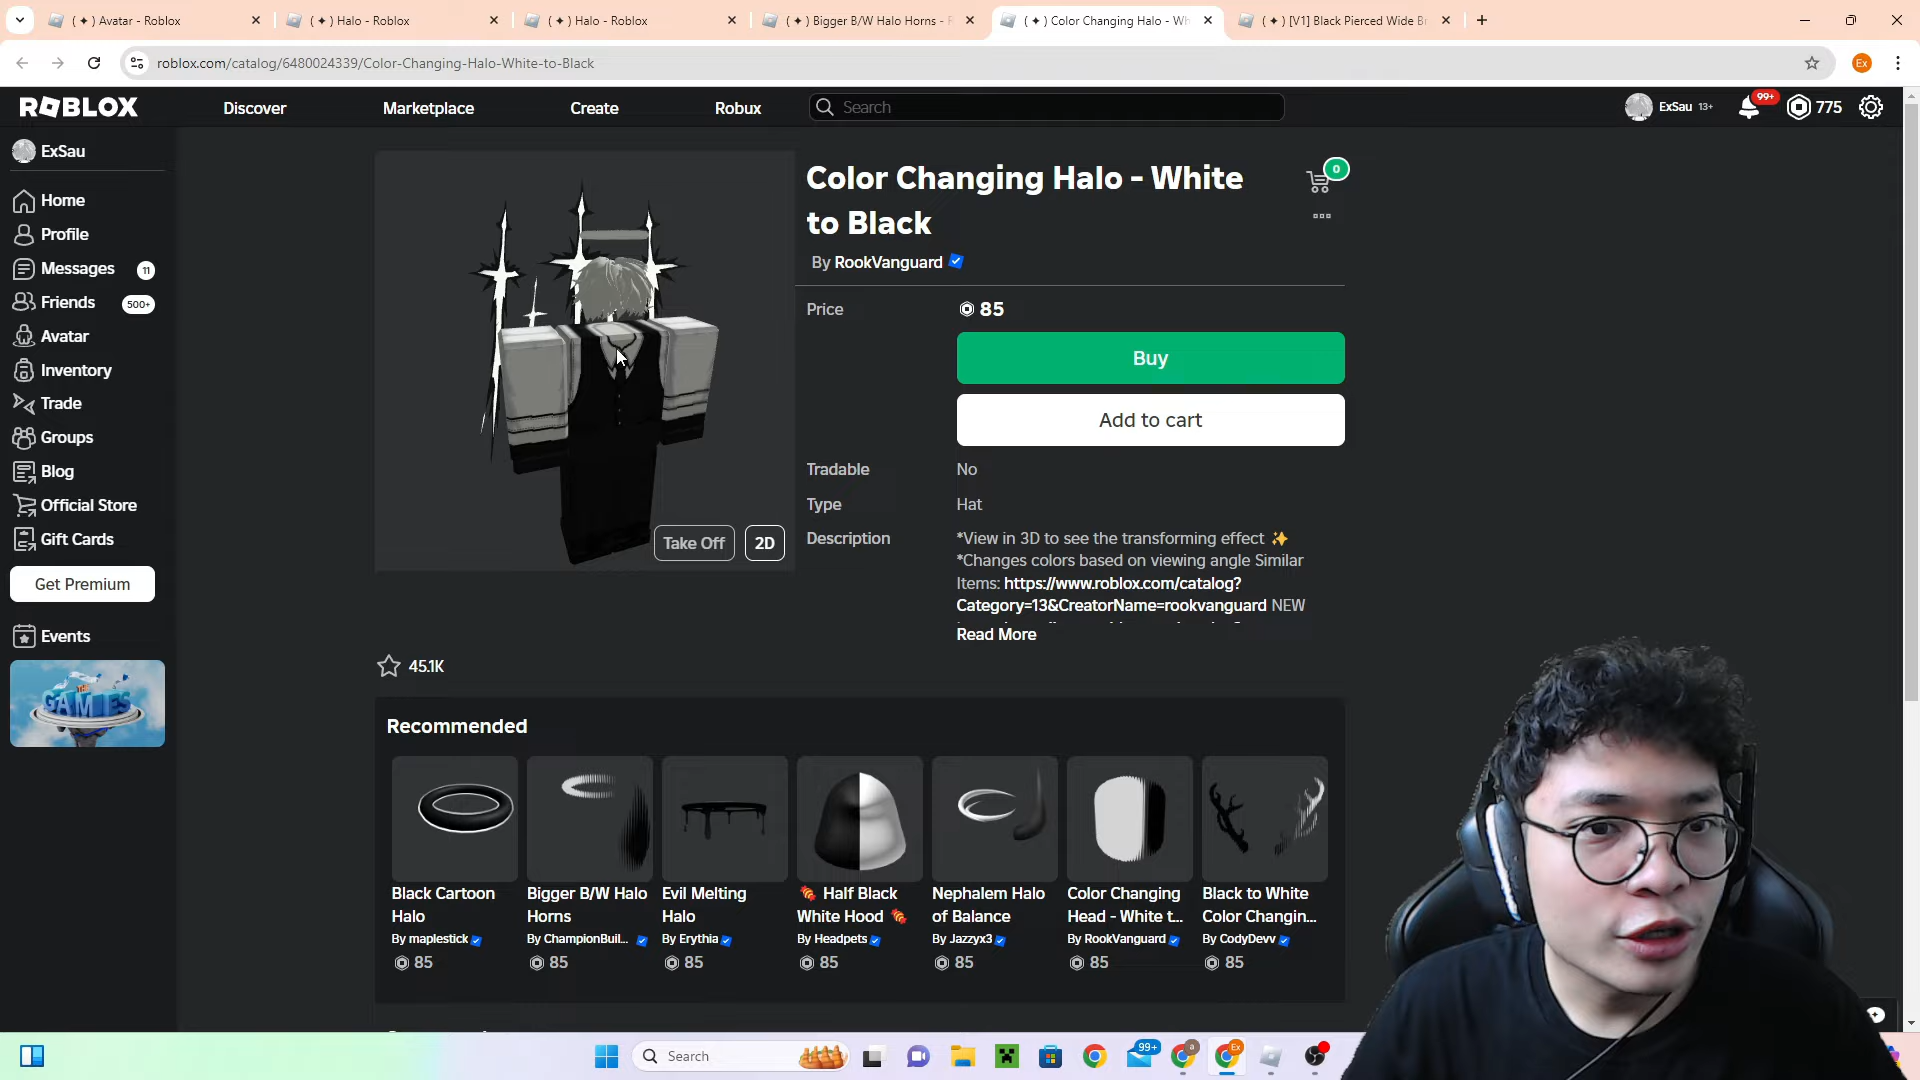 ( ✦ ) Avatar - Roblox
( ✦ ) Halo - Roblox
( ✦ ) Halo - Roblox
( ✦ ) Bigger B/W Halo Horns - R
( ✦ ) Color Changing Halo - Wh
( ✦ ) [V1] Black Pierced Wide B
roblox.com/catalog/6480024339/Color-Changing-Halo-White-to-Black
Ex
ROBLOX
Discover
Marketplace
Create
Robux
Search
ExSau 13+
99+
775
ExSau
Home
Profile
Messages 11
Friends 500+
Avatar
Inventory
Trade
Groups
Blog
Official Store
Gift Cards
Get Premium
Events
THE GAMES
Take Off
2D
Color Changing Halo - White
to Black
0
By RookVanguard
Price 85
Buy
Add to cart
Tradable No
Type Hat
Description *View in 3D to see the transforming effect ✨
*Changes colors based on viewing angle Similar
Items: https://www.roblox.com/catalog?
Category=13&CreatorName=rookvanguard NEW
Read More
45.1K
Recommended
Black Cartoon
Halo
By maplestick
85
Bigger B/W Halo
Horns
By ChampionBuil...
85
Evil Melting
Halo
By Erythia
85
Half Black
White Hood
By Headpets
85
Nephalem Halo
of Balance
By Jazzyx3
85
Color Changing
Head - White t...
By RookVanguard
85
Black to White
Color Changin...
By CodyDevv
85
Search
99+
a
Ex